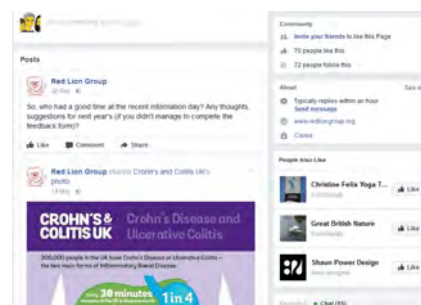 Posts
Red Lion Group
So, who had a good time at the recent information day? Any thoughts,
suggestions for next year's (if you didn't manage to complete the
feedback form)?
Like Comment Share
Red Lion Group shared Crohn's and Colitis UK's
photo
CROHN'S &
COLITIS UK
Crohn's Disease and
Ulcerative Colitis
300,000 people in the UK have Crohn's Disease or Ulcerative Colitis –
the two main forms of Inflammatory Bowel Disease.
Every 30 minutes
1 in 4
Community
Invite your friends to like this Page
70 people like this
72 people follow this
About
See
Typically replies within an hour
Send message
www.redliongroup.org
Cause
People Also Like
Christine Felix Yoga T...
Like
Great British Nature
Like
Shaun Power Design
Like
Chat (55)